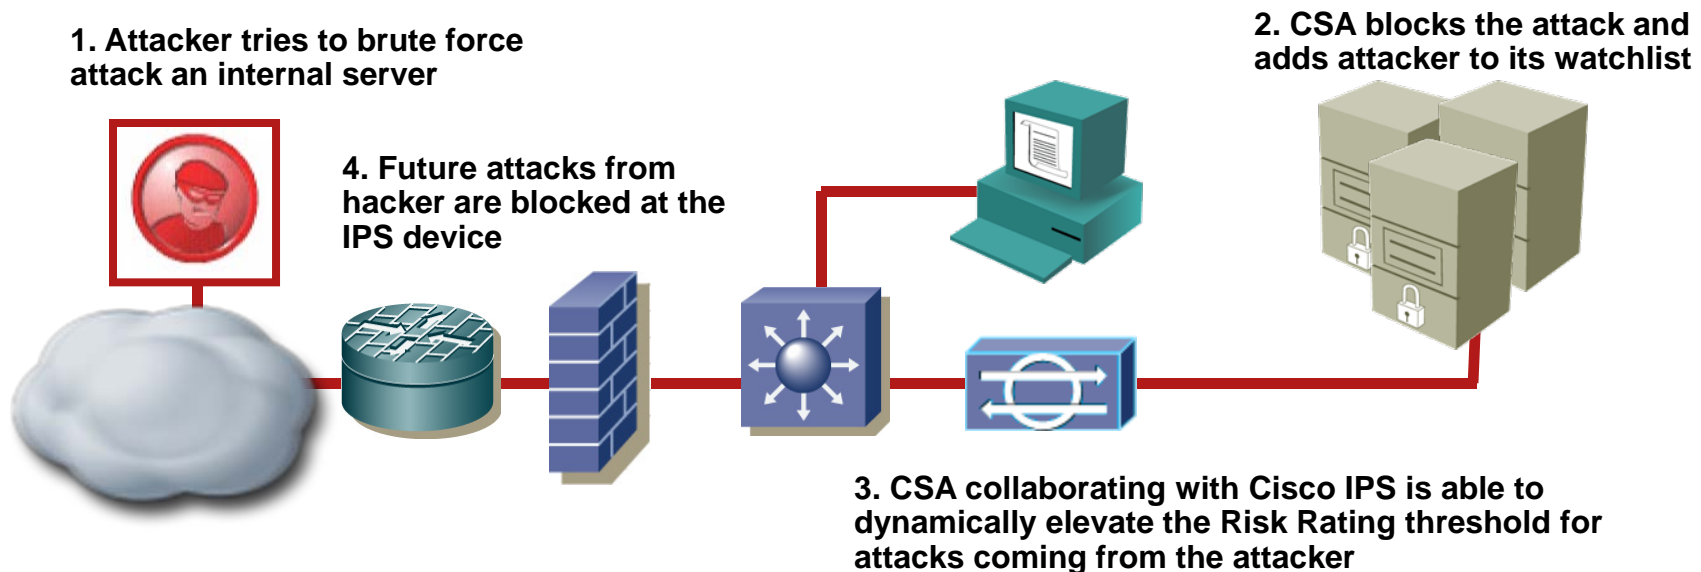 1. Attacker tries to brute force
attack an internal server
2. CSA blocks the attack and
adds attacker to its watchlist
4. Future attacks from
hacker are blocked at the
IPS device
3. CSA collaborating with Cisco IPS is able to
dynamically elevate the Risk Rating threshold for
attacks coming from the attacker